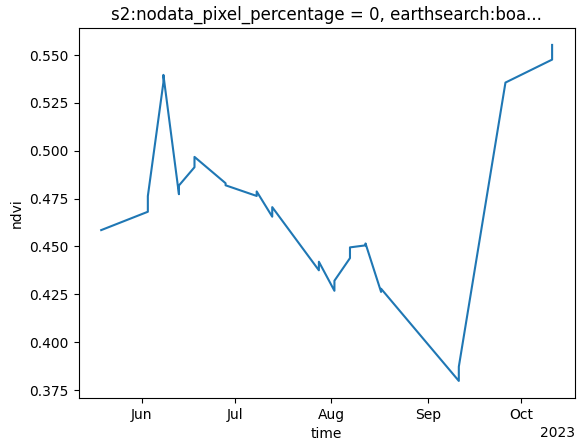 s2:nodata_pixel_percentage = 0, earthsearch:boa...
0.550
0.525
0.500
0.475
0.450
0.425
0.400
0.375
ndvi
Jun Jul Aug Sep Oct
time
2023